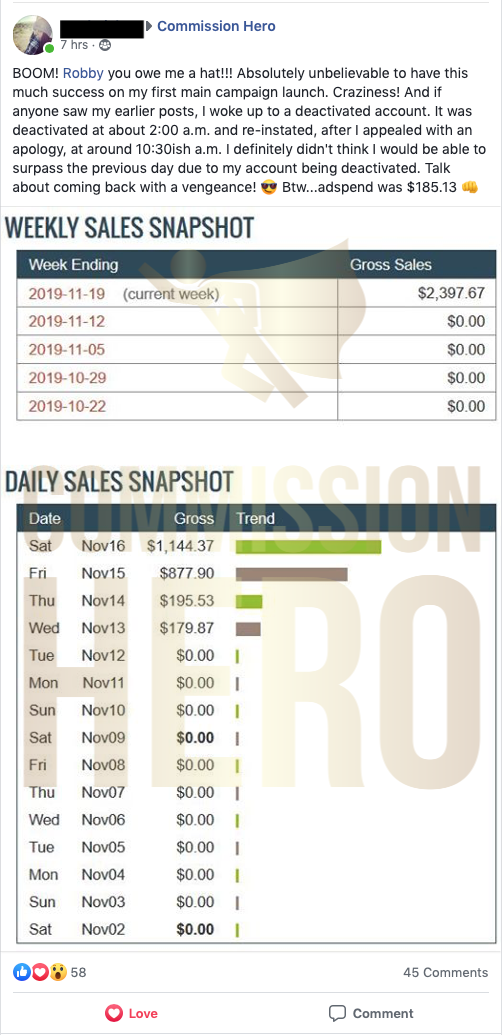 Commission Hero
7 hrs ·
BOOM! Robby you owe me a hat!!! Absolutely unbelievable to have this
much success on my first main campaign launch. Craziness! And if
anyone saw my earlier posts, I woke up to a deactivated account. It was
deactivated at about 2:00 a.m. and re-instated, after I appealed with an
apology, at around 10:30ish a.m. I definitely didn't think I would be able to
surpass the previous day due to my account being deactivated. Talk
about coming back with a vengeance! 😎 Btw...adspend was $185.13 👊
WEEKLY SALES SNAPSHOT
Week Ending Gross Sales
2019-11-19 (current week) $2,397.67
2019-11-12 $0.00
2019-11-05 $0.00
2019-10-29 $0.00
2019-10-22 $0.00
COMMISSION
HERO
DAILY SALES SNAPSHOT
Date Gross Trend
Sat Nov16 $1,144.37
Fri Nov15 $877.90
Thu Nov14 $195.53
Wed Nov13 $179.87
Tue Nov12 $0.00
Mon Nov11 $0.00
Sun Nov10 $0.00
Sat Nov09 $0.00
Fri Nov08 $0.00
Thu Nov07 $0.00
Wed Nov06 $0.00
Tue Nov05 $0.00
Mon Nov04 $0.00
Sun Nov03 $0.00
Sat Nov02 $0.00
58 45 Comments
Love Comment